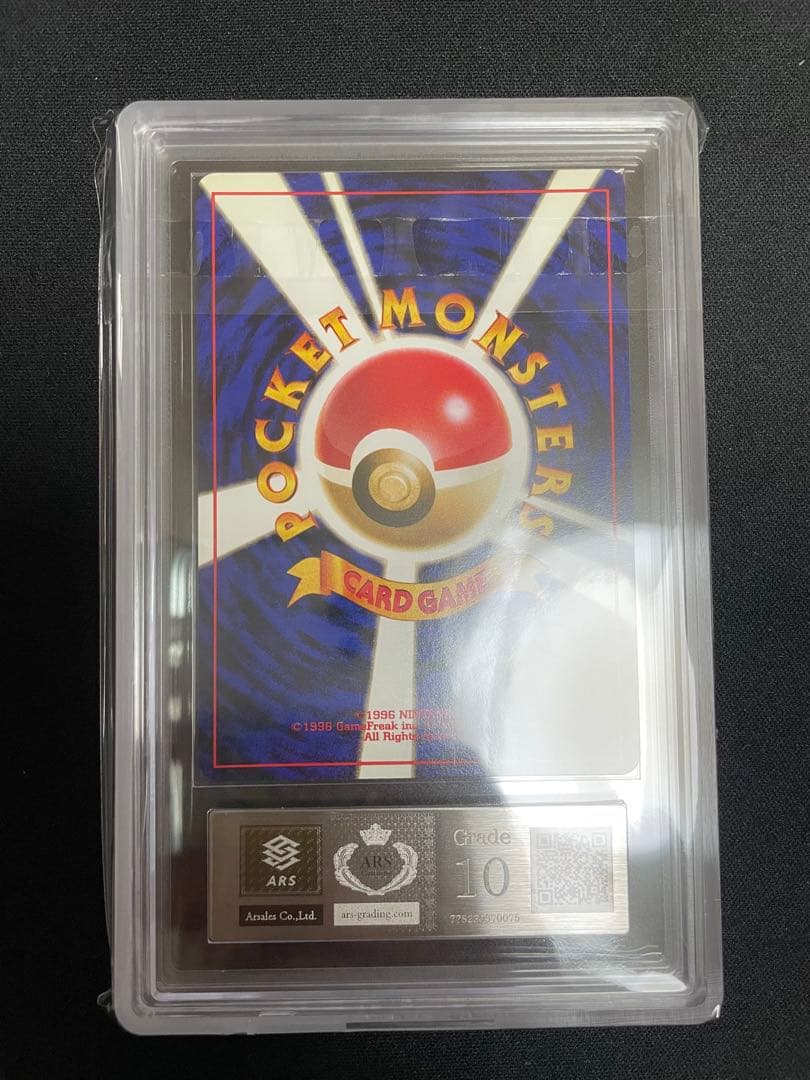 POCKET MONSTERS
CARD GAME
©1996
©1996 GameFreak inc.
All Rights
ARS
Arsales Co.,Ltd.
ARS
ars-grading.com
Grade
10